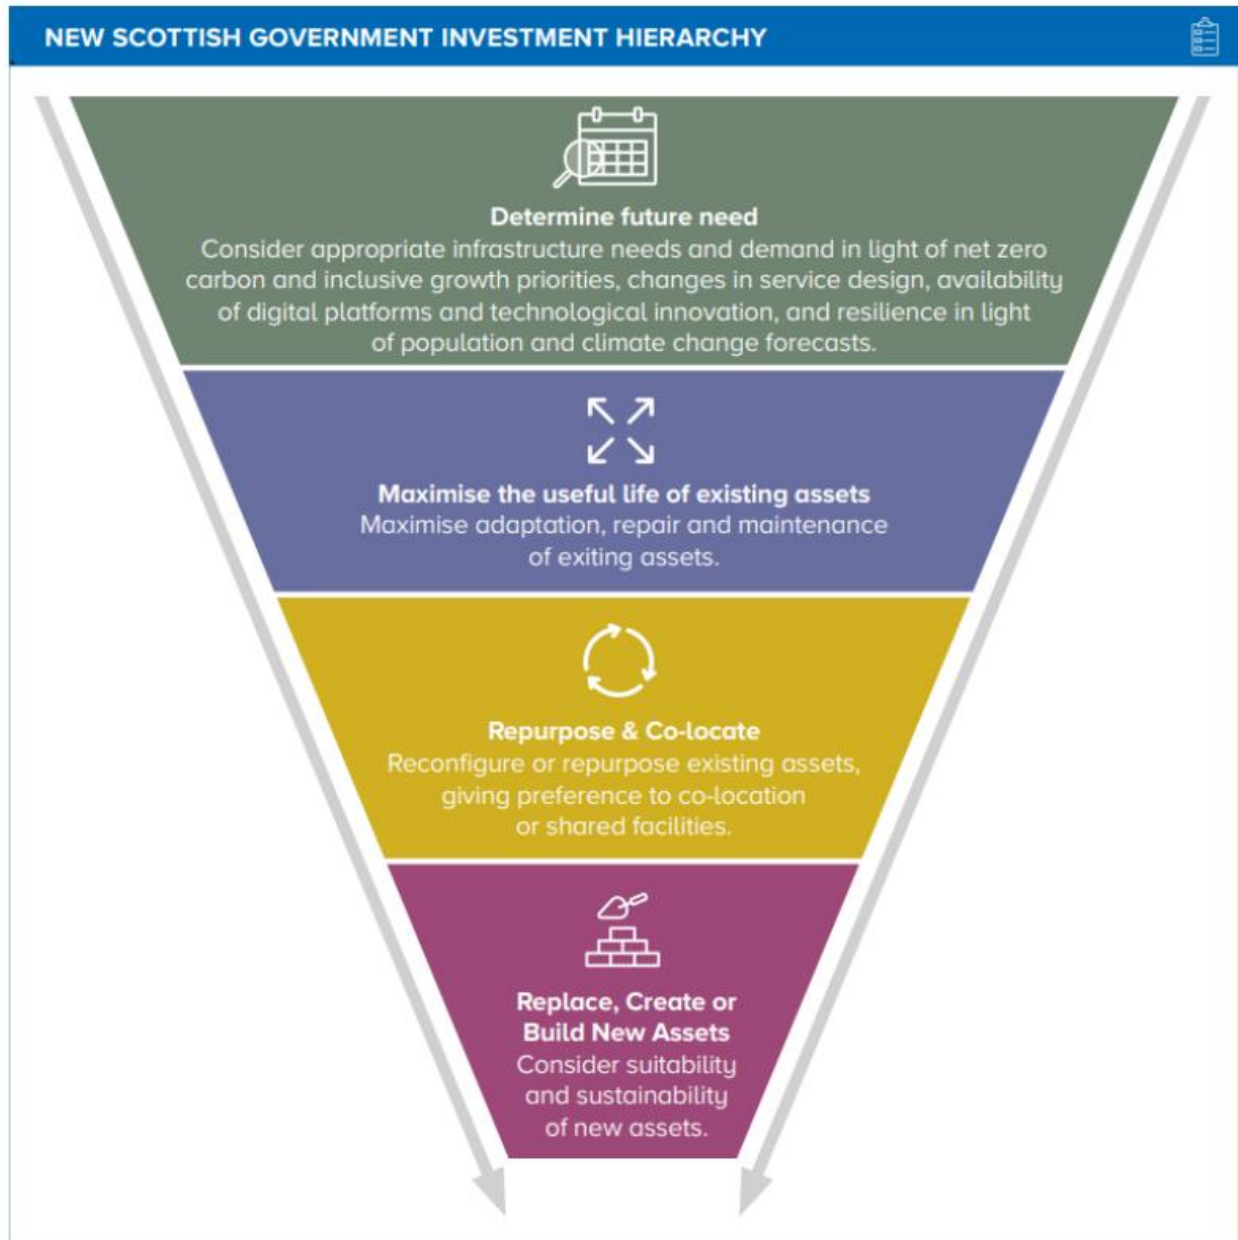 NEW SCOTTISH GOVERNMENT INVESTMENT HIERARCHY
Determine future need
Consider appropriate infrastructure needs and demand in light of net zero
carbon and inclusive growth priorities, changes in service design, availability
of digital platforms and technological innovation, and resilience in light
of population and climate change forecasts.
Maximise the useful life of existing assets
Maximise adaptation, repair and maintenance
of exiting assets.
Repurpose & Co-locate
Reconfigure or repurpose existing assets,
giving preference to co-location
or shared facilities.
Replace, Create or
Build New Assets
Consider suitability
and sustainability
of new assets.